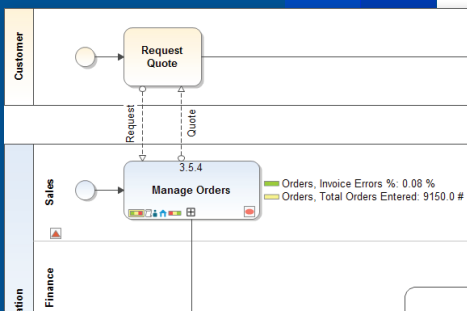 Customer
Request
Quote
Request
Quote
3.5.4
Manage Orders
Orders, Invoice Errors %: 0.08 %
Orders, Total Orders Entered: 9150.0 #
Sales
Finance
ation